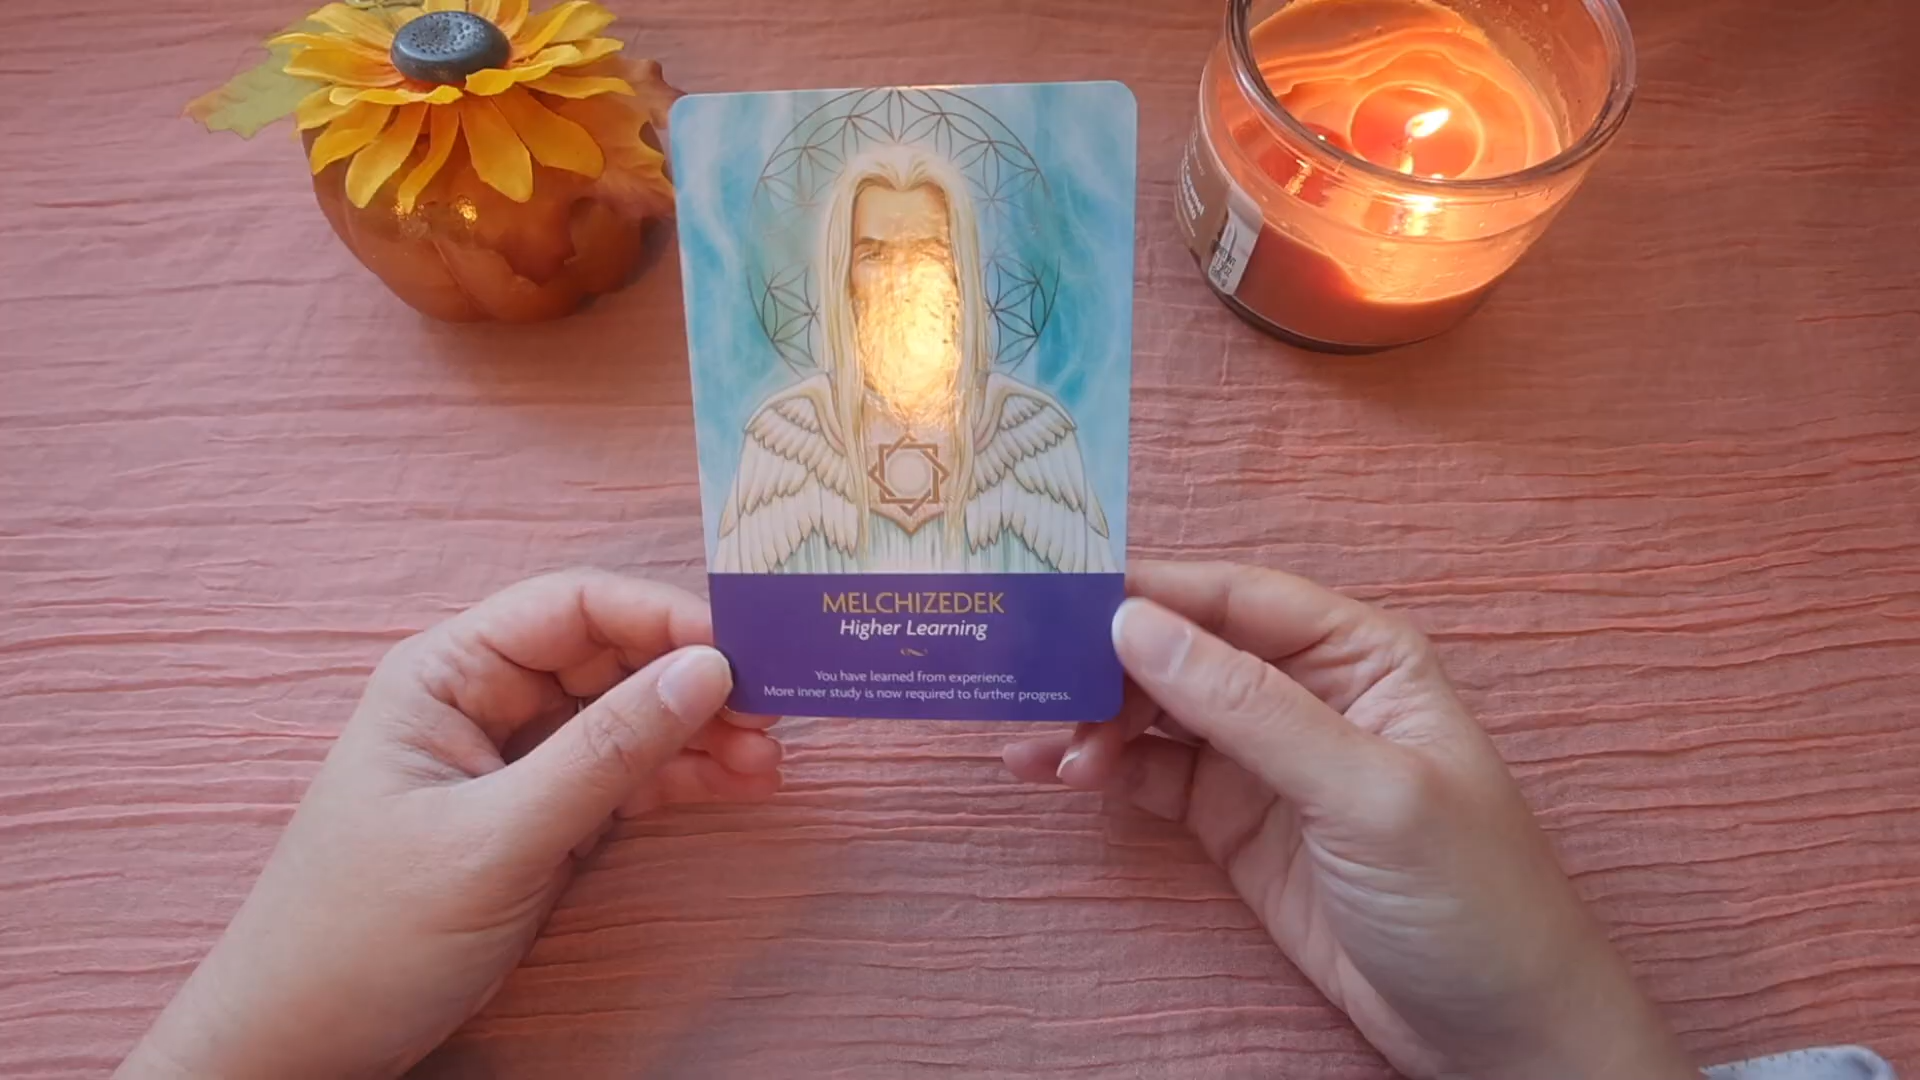 MELCHIZEDEK
Higher Learning
You have learned from experience.
More inner study is now required to further progress.